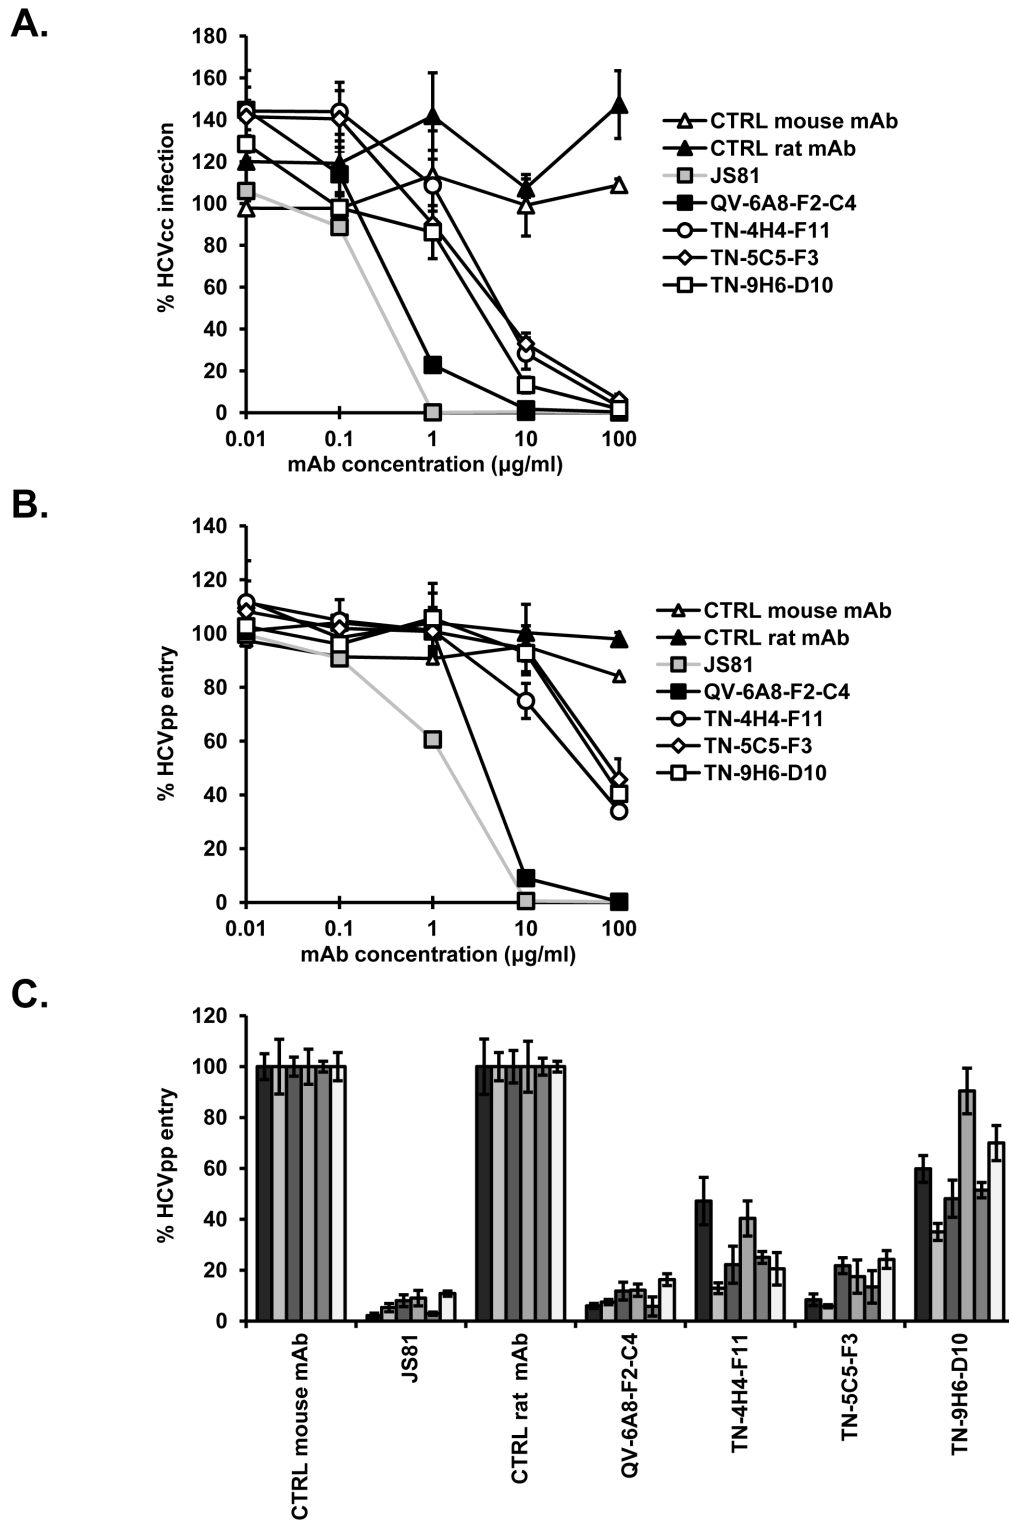 A.
180
160
140
120
100
80
60
40
20
0
% HCVcc infection
0.01 0.1 1 10 100
mAb concentration (µg/ml)
CTRL mouse mAb
CTRL rat mAb
JS81
QV-6A8-F2-C4
TN-4H4-F11
TN-5C5-F3
TN-9H6-D10
B.
140
120
100
80
60
40
20
0
% HCVpp entry
0.01 0.1 1 10 100
mAb concentration (µg/ml)
CTRL mouse mAb
CTRL rat mAb
JS81
QV-6A8-F2-C4
TN-4H4-F11
TN-5C5-F3
TN-9H6-D10
C.
120
100
80
60
40
20
0
% HCVpp entry
CTRL mouse mAb
JS81
CTRL rat mAb
QV-6A8-F2-C4
TN-4H4-F11
TN-5C5-F3
TN-9H6-D10